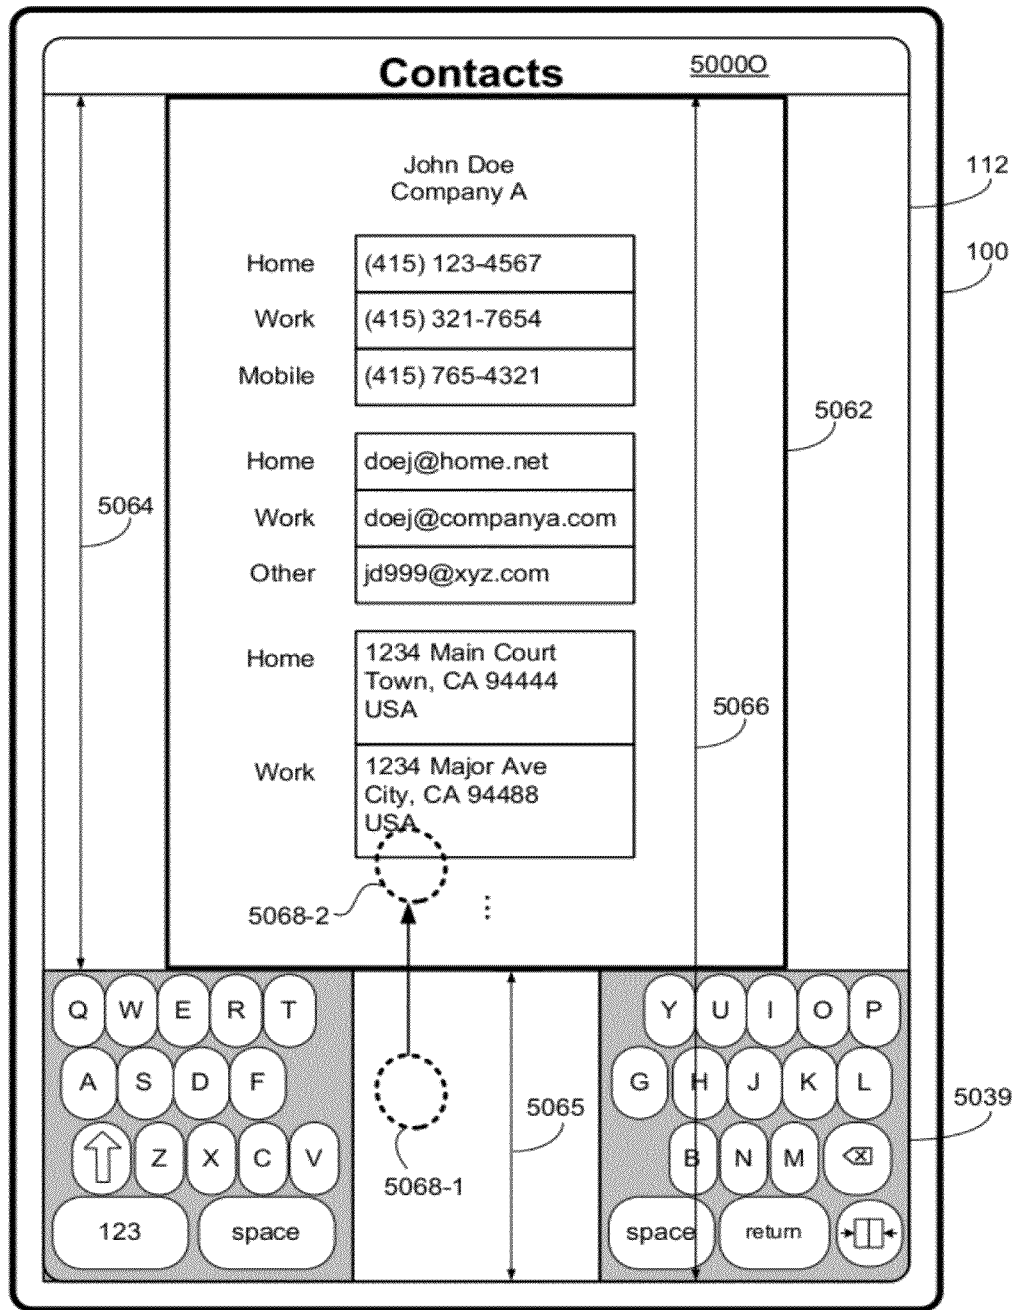 Contacts
5000O
John Doe
Company A
112
100
Home (415) 123-4567
Work (415) 321-7654
Mobile (415) 765-4321
5062
Home doej@home.net
5064
Work doej@companya.com
Other jd999@xyz.com
Home 1234 Main Court
Town, CA 94444
USA
5066
Work 1234 Major Ave
City, CA 94488
USA
5068-2
⋮
Q W E R T Y U I O P
A S D F G H J K L
5065
5039
Z X C V B N M
5068-1
123 space space return